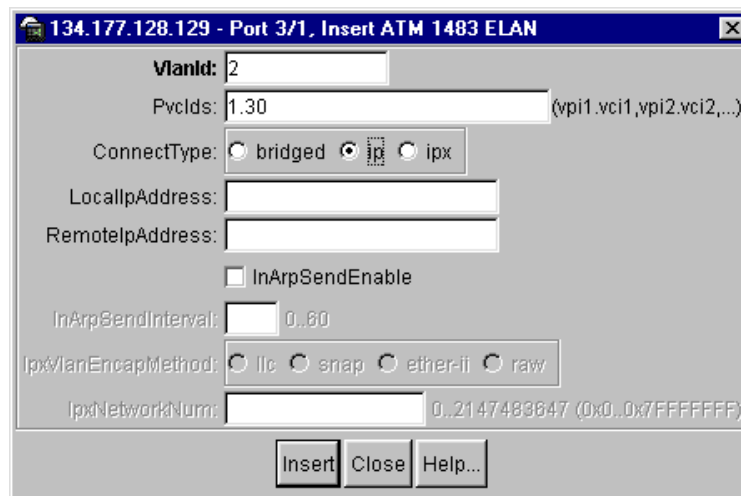 134.177.128.129 - Port 3/1, Insert ATM 1483 ELAN
VlanId: 2
PvcIds: 1.30 (vpi1.vci1,vpi2.vci2,...)
ConnectType: bridged ip ipx
LocalIpAddress:
RemoteIpAddress:
InArpSendEnable
InArpSendInterval: 0..60
IpxVlanEncapMethod: llc snap ether-ii raw
IpxNetworkNum: 0..2147483647 (0x0..0x7FFFFFFF)
Insert Close Help...